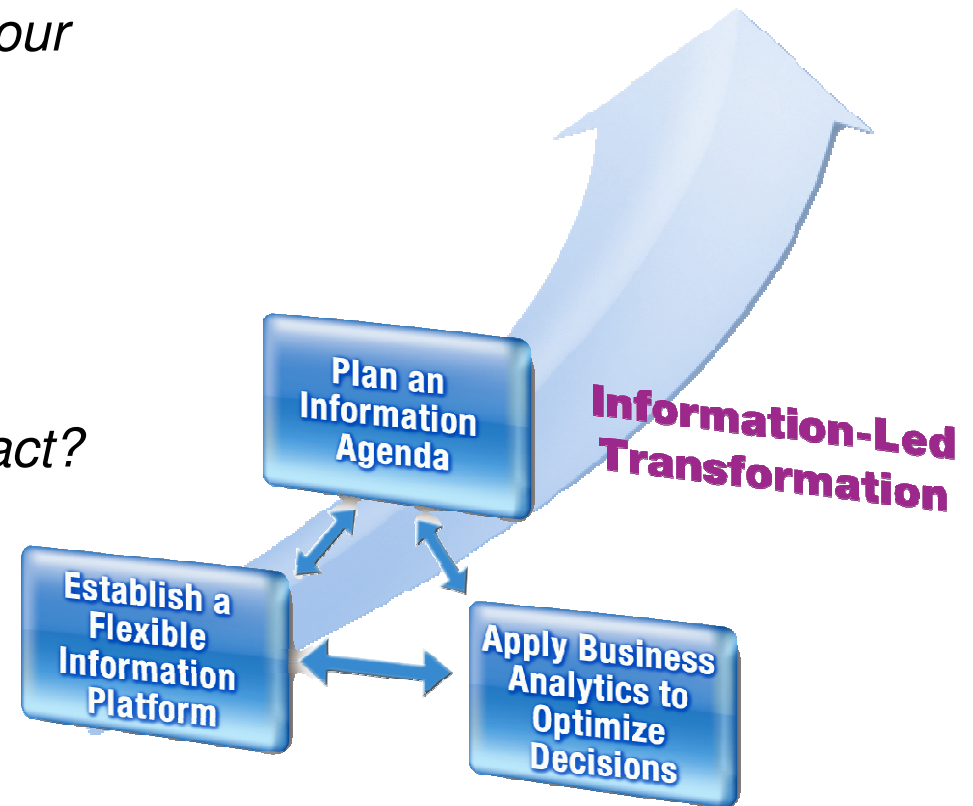 our
act?
Plan an
Information
Agenda
Information-Led
Transformation
Establish a
Flexible
Information
Platform
Apply Business
Analytics to
Optimize
Decisions